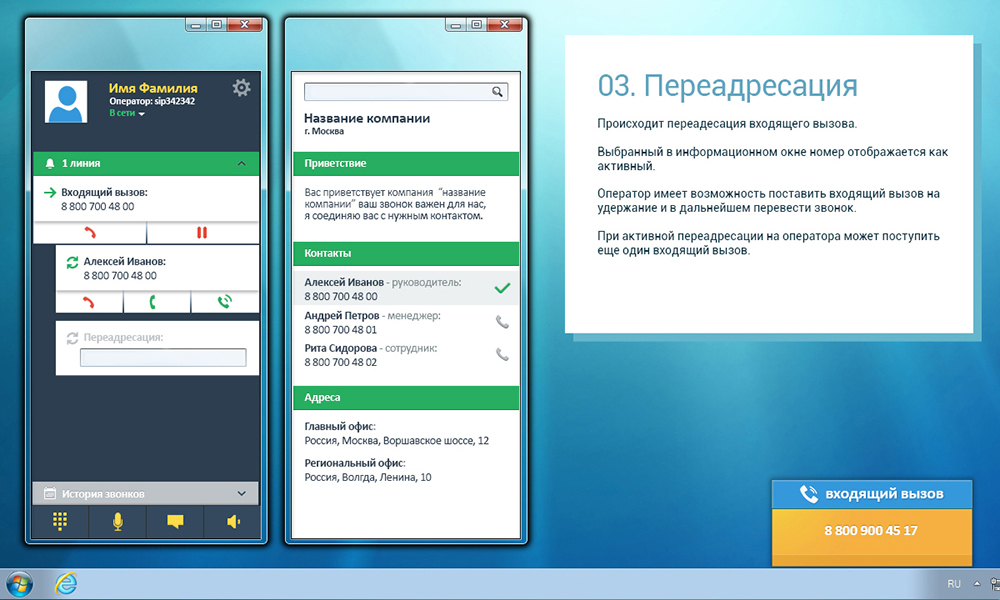 Имя Фамилия
Оператор: sip342342
В сети
1 линия
Входящий вызов:
8 800 700 48 00
Алексей Иванов:
8 800 700 48 00
Переадресация:
История звонков
Название компании
г. Москва
Приветствие
Вас приветствует компания "название
компании" ваш звонок важен для нас,
я соединяю вас с нужным контактом.
Контакты
Алексей Иванов - руководитель:
8 800 700 48 00
Андрей Петров - менеджер:
8 800 700 48 01
Рита Сидорова - сотрудник:
8 800 700 48 02
Адреса
Главный офис:
Россия, Москва, Воршавское шоссе, 12
Региональный офис:
Россия, Волгда, Ленина, 10
03. Переадресация
Происходит переадесация входящего вызова.
Выбранный в информационном окне номер отображается как
активный.
Оператор имеет возможность поставить входящий вызов на
удержание и в дальнейшем перевести звонок.
При активной переадресации на оператора может поступить
еще один входящий вызов.
входящий вызов
8 800 900 45 17
RU